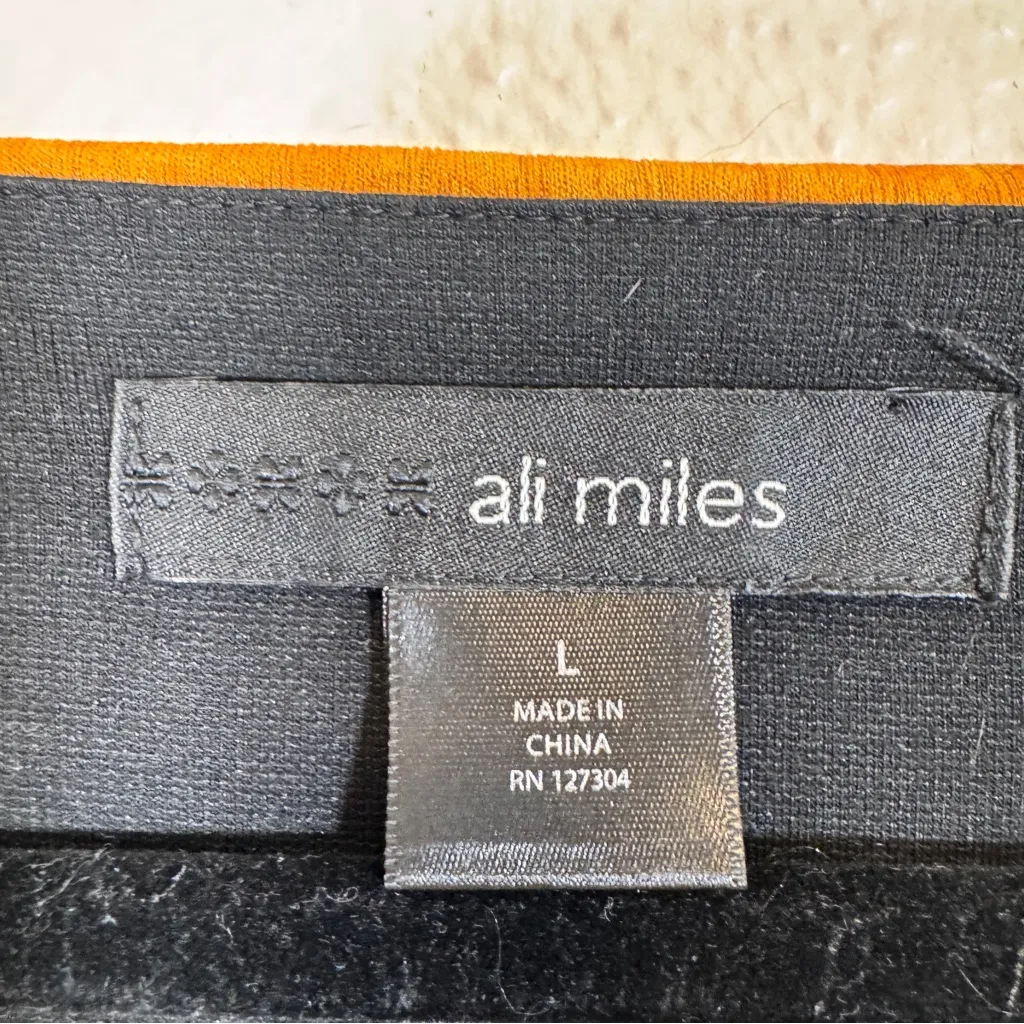 ali miles
L
MADE IN
CHINA
RN 127304